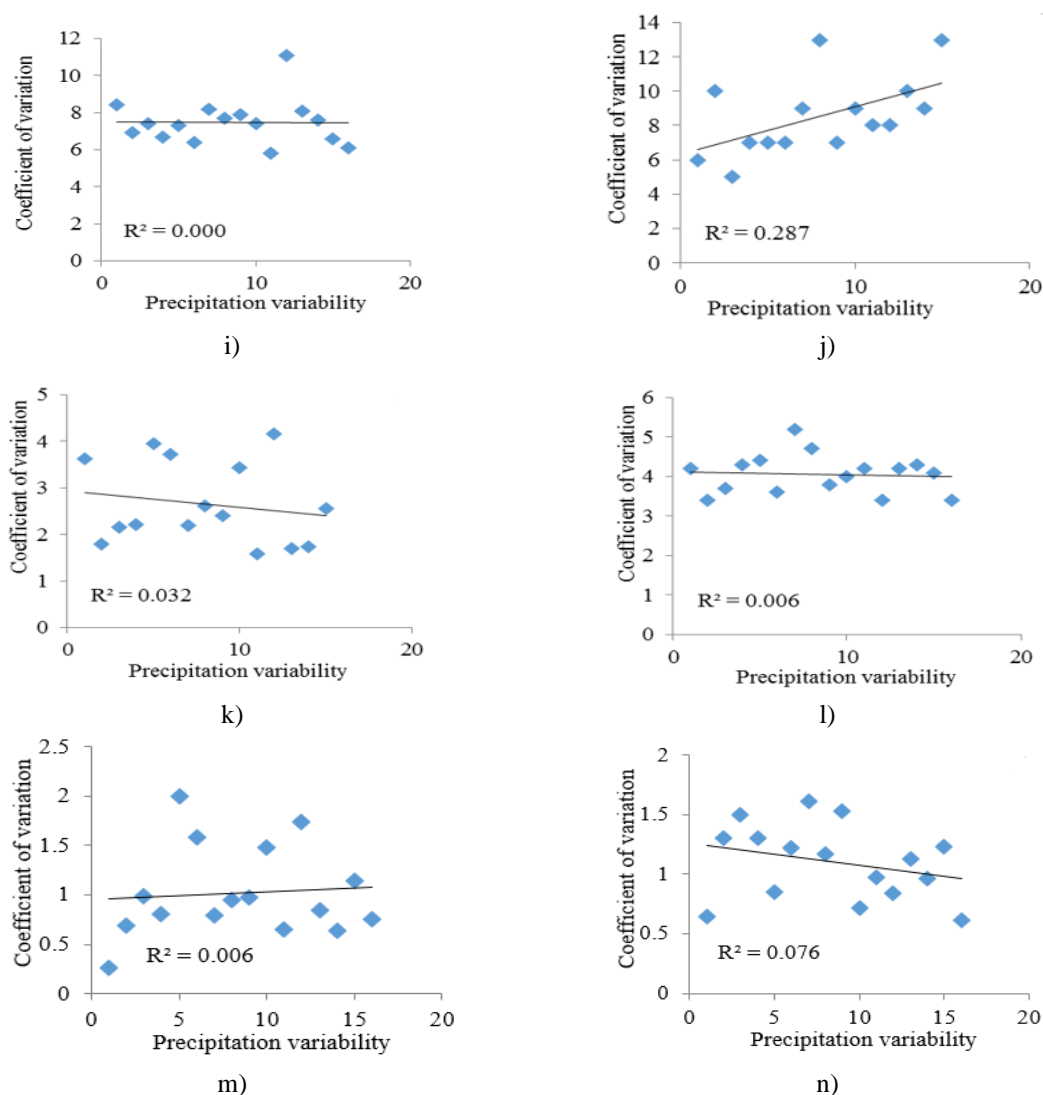 Coefficient of variation
12
10
8
6
4
2
0
R² = 0.000
0
10
20
Precipitation variability
i)
Coefficient of variation
14
12
10
8
6
4
2
0
R² = 0.287
0
10
20
Precipitation variability
j)
Coefficient of variation
5
4
3
2
1
0
R² = 0.032
0
10
20
Precipitation variability
k)
Coefficient of variation
6
5
4
3
2
1
0
R² = 0.006
0
10
20
Precipitation variability
l)
Coefficient of variation
2.5
2
1.5
1
0.5
0
R² = 0.006
0
5
10
15
20
Precipitation variability
m)
Coefficient of variation
2
1.5
1
0.5
0
R² = 0.076
0
5
10
15
20
Precipitation variability
n)